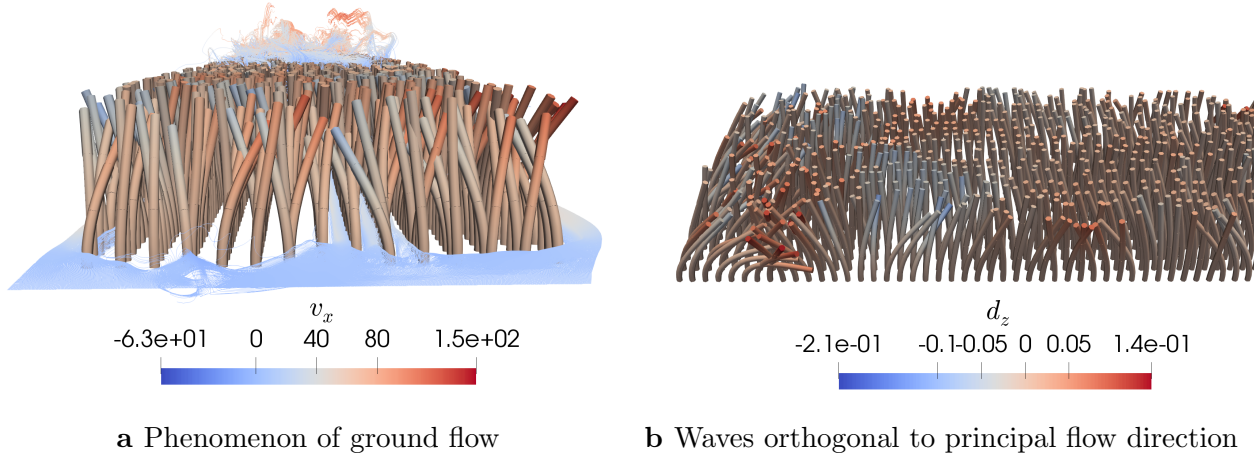 v_x
-6.3e+01 0 40 80 1.5e+02
d_z
-2.1e-01 -0.1 -0.05 0 0.05 1.4e-01
a Phenomenon of ground flow
b Waves orthogonal to principal flow direction